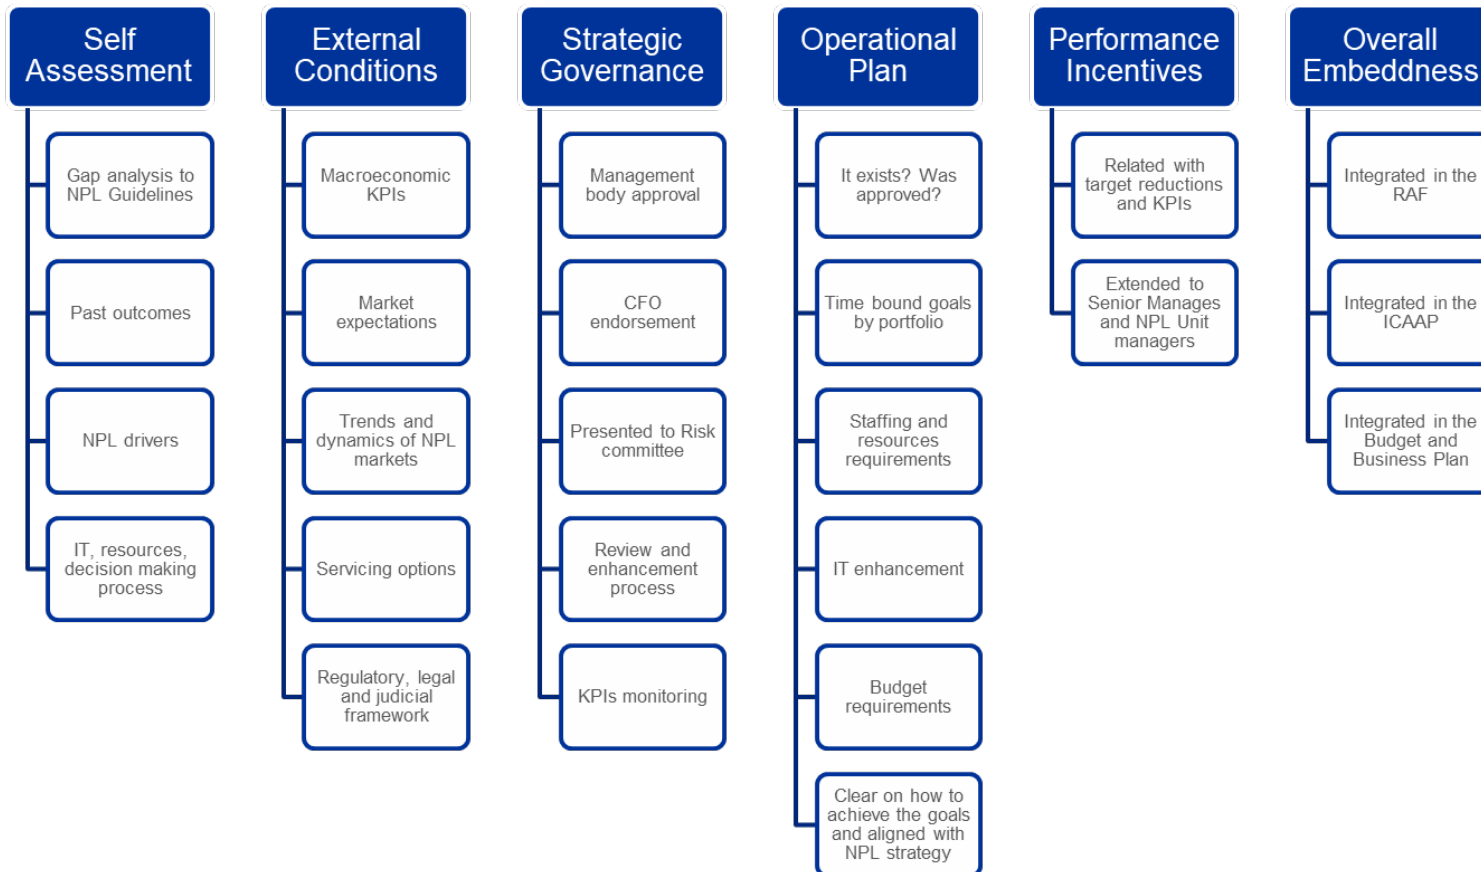 Self
Assessment
Gap analysis to
NPL Guidelines
Past outcomes
NPL drivers
IT, resources,
decision making
process
External
Conditions
Macroeconomic
KPIs
Market
expectations
Trends and
dynamics of NPL
markets
Servicing options
Regulatory, legal
and judicial
framework
Strategic
Governance
Management
body approval
CFO
endorsement
Presented to Risk
committee
Review and
enhancement
process
KPIs monitoring
Operational
Plan
It exists? Was
approved?
Time bound goals
by portfolio
Staffing and
resources
requirements
IT enhancement
Budget
requirements
Clear on how to
achieve the goals
and aligned with
NPL strategy
Performance
Incentives
Related with
target reductions
and KPIs
Extended to
Senior Manages
and NPL Unit
managers
Overall
Embeddness
Integrated in the
RAF
Integrated in the
ICAAP
Integrated in the
Budget and
Business Plan